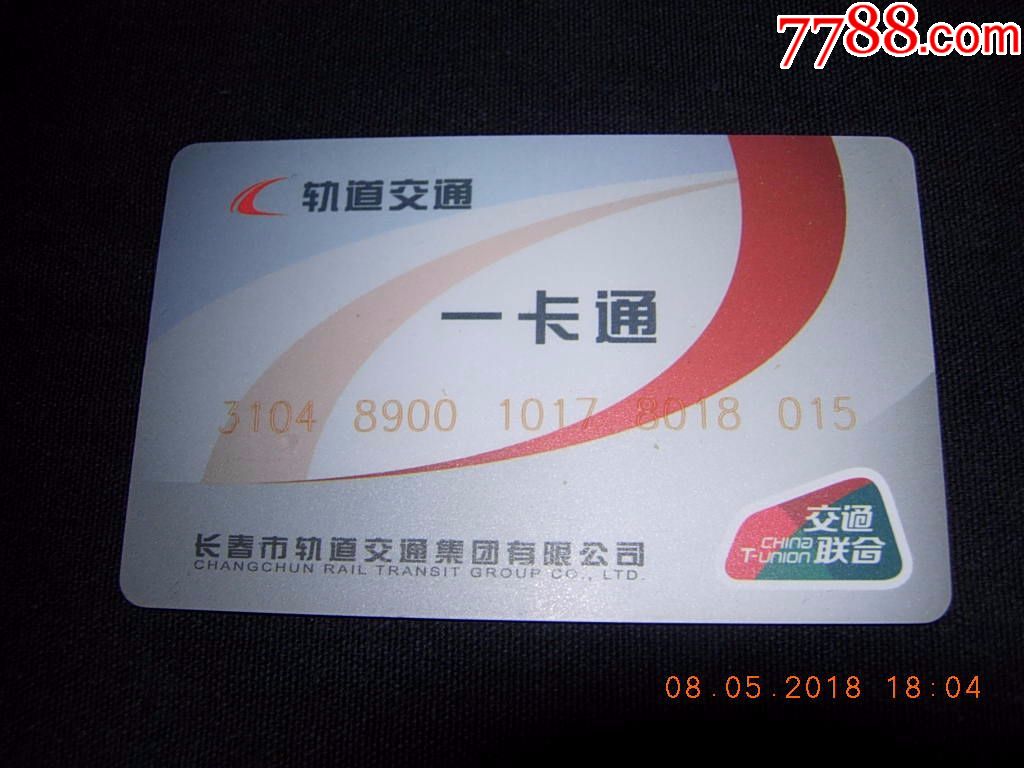 7788.com
轨道交通
一卡通
3104 8900 1017 8018 015
交通
CHINA
T-UNION 联合
长春市轨道交通集团有限公司
CHANGCHUN RAIL TRANSIT GROUP CO., LTD.
08.05.2018 18:04